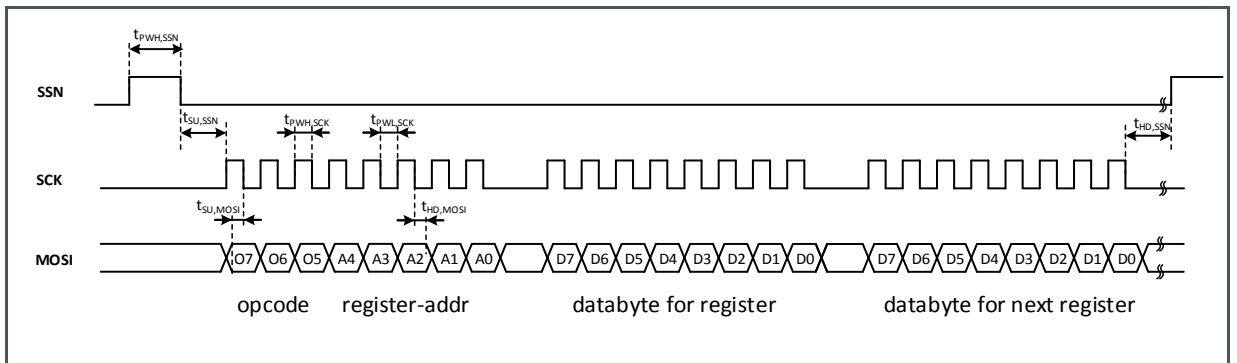 tPWH,SSN
SSN
tSU,SSN
tPWH,SCK
tPWL,SCK
tHD,SSN
SCK
tSU,MOSI
tHD,MOSI
MOSI
O7 O6 O5 A4 A3 A2 A1 A0 D7 D6 D5 D4 D3 D2 D1 D0 D7 D6 D5 D4 D3 D2 D1 D0
opcode register-addr databyte for register databyte for next register